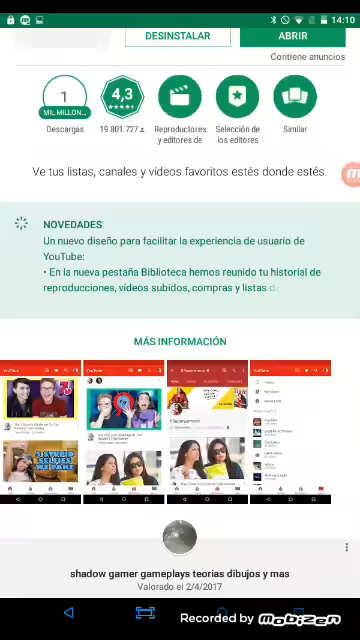 14:10
DESINSTALAR
ABRIR
Contiene anuncios
1
MIL MILLON...
4,3
Descargas
19.801.727
Reproductores
y editores de
Selección de
los editores
Similar
Ve tus listas, canales y vídeos favoritos estés donde estés.
NOVEDADES
Un nuevo diseño para facilitar la experiencia de usuario de
YouTube:
• En la nueva pestaña Biblioteca hemos reunido tu historial de
reproducciones, vídeos subidos, compras y listas de
MÁS INFORMACIÓN
YouTube
YouTube
YouTube
shadow gamer gameplays teorias dibujos y mas
Valorado el 2/4/2017
Recorded by Mobizen